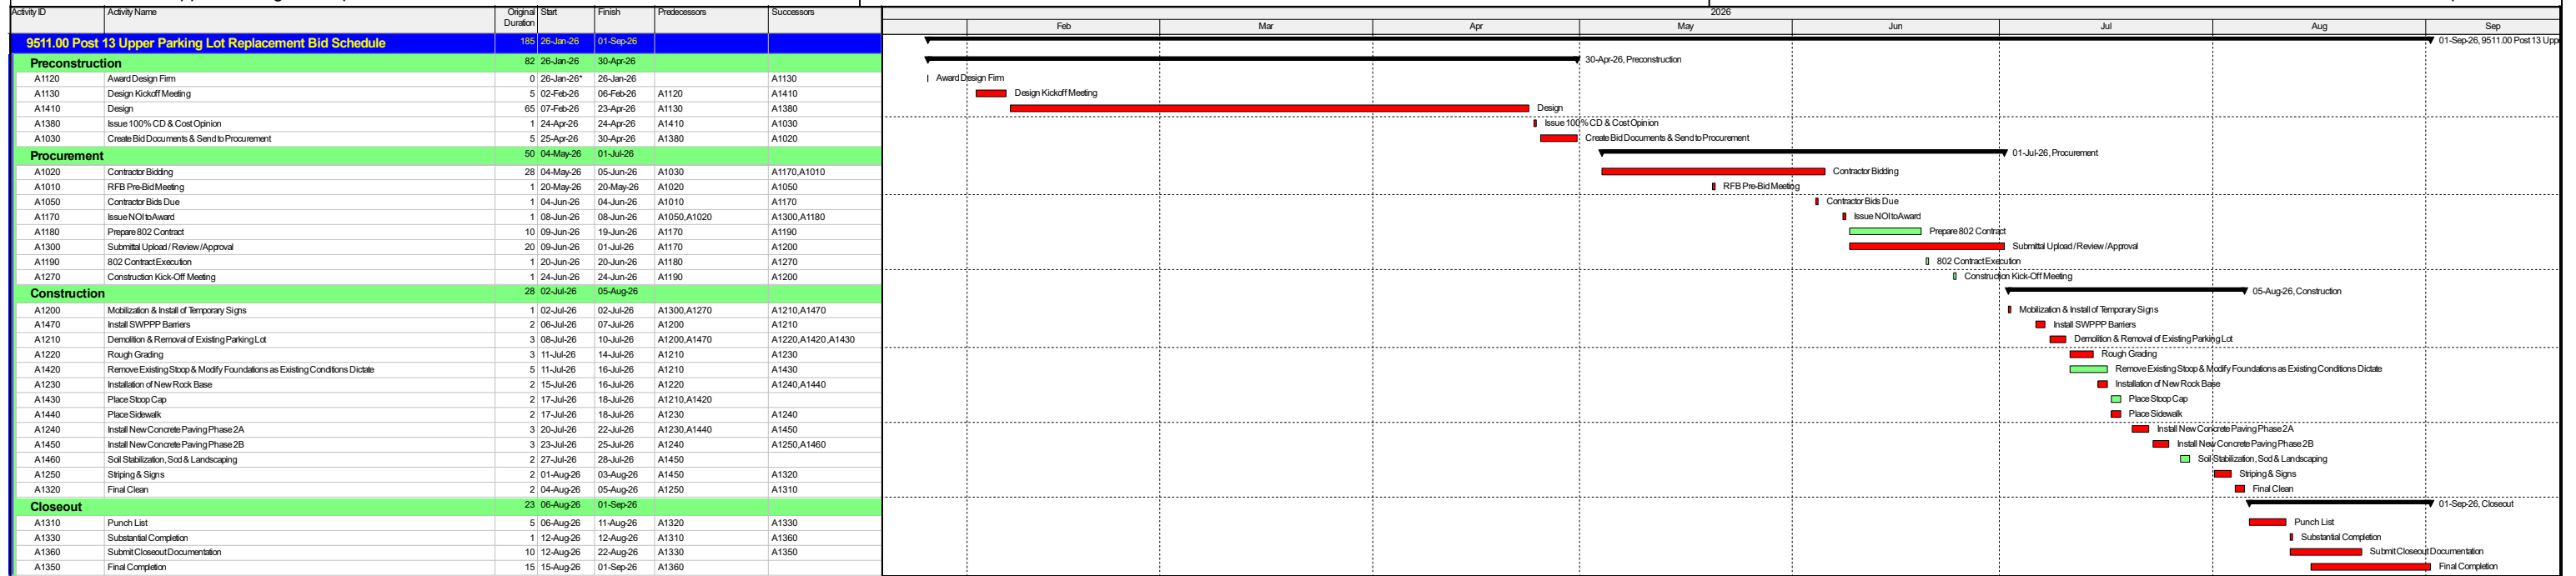 2026
Activity ID Activity Name Original Duration Start Finish Predecessors Successors
Feb Mar Apr May Jun Jul Aug Sep
9511.00 Post 13 Upper Parking Lot Replacement Bid Schedule 185 26-Jan-26 01-Sep-26 01-Sep-26, 9511.00 Post 13 Upp
Preconstruction 82 26-Jan-26 30-Apr-26 30-Apr-26, Preconstruction
A1120 Award Design Firm 0 26-Jan-26* 26-Jan-26 A1130 Award Design Firm
A1130 Design Kickoff Meeting 5 02-Feb-26 06-Feb-26 A1120 A1410 Design Kickoff Meeting
A1410 Design 65 07-Feb-26 23-Apr-26 A1130 A1380 Design
A1380 Issue 100% CD & Cost Opinion 1 24-Apr-26 24-Apr-26 A1410 A1030 Issue 100% CD & Cost Opinion
A1030 Create Bid Documents & Send to Procurement 5 25-Apr-26 30-Apr-26 A1380 A1020 Create Bid Documents & Send to Procurement
Procurement 50 04-May-26 01-Jul-26 01-Jul-26, Procurement
A1020 Contractor Bidding 28 04-May-26 05-Jun-26 A1030 A1170,A1010 Contractor Bidding
A1010 RFB Pre-Bid Meeting 1 20-May-26 20-May-26 A1020 A1050 RFB Pre-Bid Meeting
A1050 Contractor Bids Due 1 04-Jun-26 04-Jun-26 A1010 A1170 Contractor Bids Due
A1170 Issue NOI to Award 1 08-Jun-26 08-Jun-26 A1050,A1020 A1300,A1180 Issue NOI to Award
A1180 Prepare 802 Contract 10 09-Jun-26 19-Jun-26 A1170 A1190 Prepare 802 Contract
A1300 Submittal Upload / Review /Approval 20 09-Jun-26 01-Jul-26 A1170 A1200 Submittal Upload / Review /Approval
A1190 802 Contract Execution 1 20-Jun-26 20-Jun-26 A1180 A1270 802 Contract Execution
A1270 Construction Kick-Off Meeting 1 24-Jun-26 24-Jun-26 A1190 A1200 Construction Kick-Off Meeting
Construction 28 02-Jul-26 05-Aug-26 05-Aug-26, Construction
A1200 Mobilization & Install of Temporary Signs 1 02-Jul-26 02-Jul-26 A1300,A1270 A1210,A1470 Mobilization & Install of Temporary Signs
A1470 Install SWPPP Barriers 2 06-Jul-26 07-Jul-26 A1200 A1210 Install SWPPP Barriers
A1210 Demolition & Removal of Existing Parking Lot 3 08-Jul-26 10-Jul-26 A1200,A1470 A1220,A1420,A1430 Demolition & Removal of Existing Parking Lot
A1220 Rough Grading 3 11-Jul-26 14-Jul-26 A1210 A1230 Rough Grading
A1420 Remove Existing Stoop & Modify Foundations as Existing Conditions Dictate 5 11-Jul-26 16-Jul-26 A1210 A1430 Remove Existing Stoop & Modify Foundations as Existing Conditions Dictate
A1230 Installation of New Rock Base 2 15-Jul-26 16-Jul-26 A1220 A1240,A1440 Installation of New Rock Base
A1430 Place Stoop Cap 2 17-Jul-26 18-Jul-26 A1210,A1420 Place Stoop Cap
A1440 Place Sidewalk 2 17-Jul-26 18-Jul-26 A1230 A1240 Place Sidewalk
A1240 Install New Concrete Paving Phase 2A 3 20-Jul-26 22-Jul-26 A1230,A1440 A1450 Install New Concrete Paving Phase 2A
A1450 Install New Concrete Paving Phase 2B 3 23-Jul-26 25-Jul-26 A1240 A1250,A1460 Install New Concrete Paving Phase 2B
A1460 Soil Stabilization, Sod & Landscaping 2 27-Jul-26 28-Jul-26 A1450 Soil Stabilization, Sod & Landscaping
A1250 Striping & Signs 2 01-Aug-26 03-Aug-26 A1450 A1320 Striping & Signs
A1320 Final Clean 2 04-Aug-26 05-Aug-26 A1250 A1310 Final Clean
Closeout 23 06-Aug-26 01-Sep-26 01-Sep-26, Closeout
A1310 Punch List 5 06-Aug-26 11-Aug-26 A1320 A1330 Punch List
A1330 Substantial Completion 1 12-Aug-26 12-Aug-26 A1310 A1360 Substantial Completion
A1360 Submit Closeout Documentation 10 12-Aug-26 22-Aug-26 A1330 A1350 Submit Closeout Documentation
A1350 Final Completion 15 15-Aug-26 01-Sep-26 A1360 Final Completion